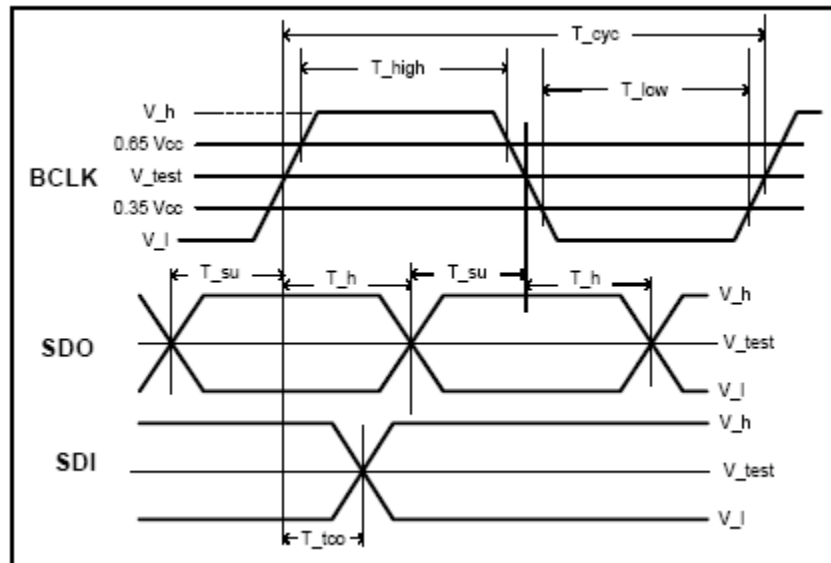 T_cyc
T_high
T_low
V_h
0.65 Vcc
BCLK
V_test
0.35 Vcc
V_l
T_su
T_h
T_su
T_h
V_h
SDO
V_test
V_l
V_h
SDI
V_test
V_l
T_tco